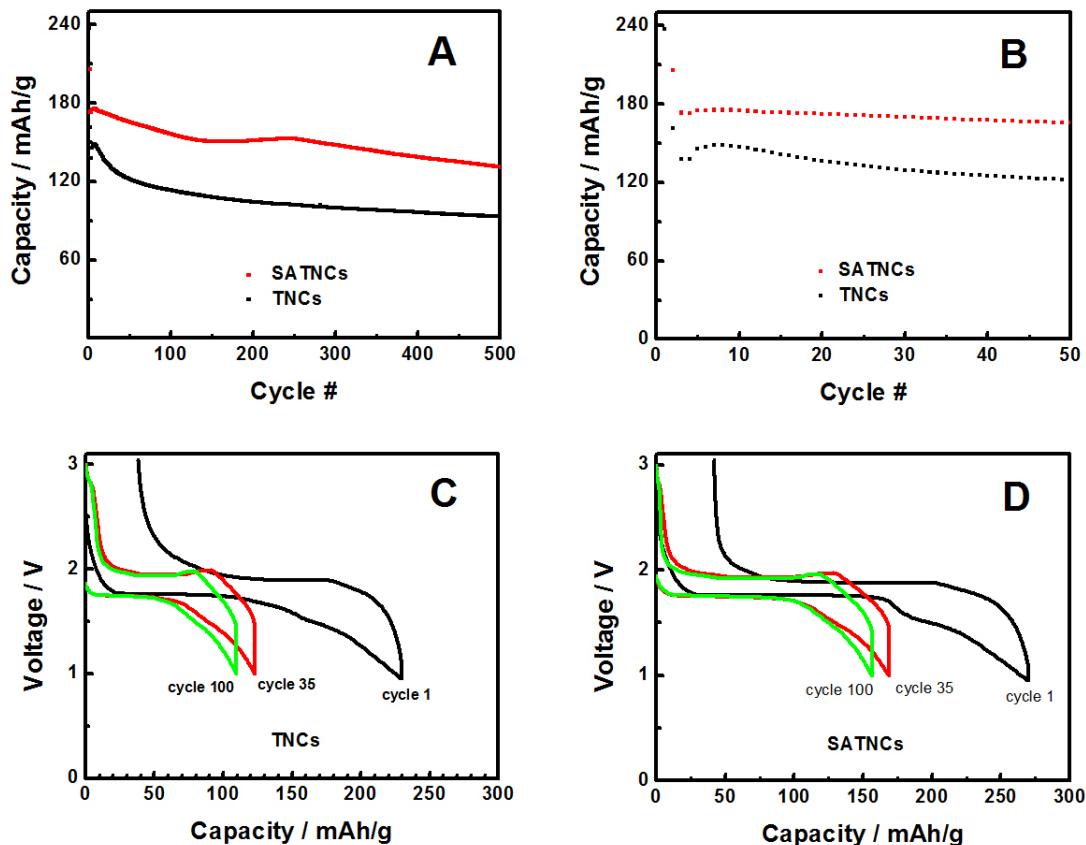 A
Capacity / mAh/g
240
180
120
60
0
0
100
200
300
400
500
SATNCs
TNCs
Cycle #
B
Capacity / mAh/g
240
180
120
60
0
0
10
20
30
40
50
SATNCs
TNCs
Cycle #
C
Voltage / V
3
2
1
0
0
50
100
150
200
250
300
cycle 100
cycle 35
cycle 1
TNCs
Capacity / mAh/g
D
Voltage / V
3
2
1
0
0
50
100
150
200
250
300
cycle 100
cycle 35
cycle 1
SATNCs
Capacity / mAh/g